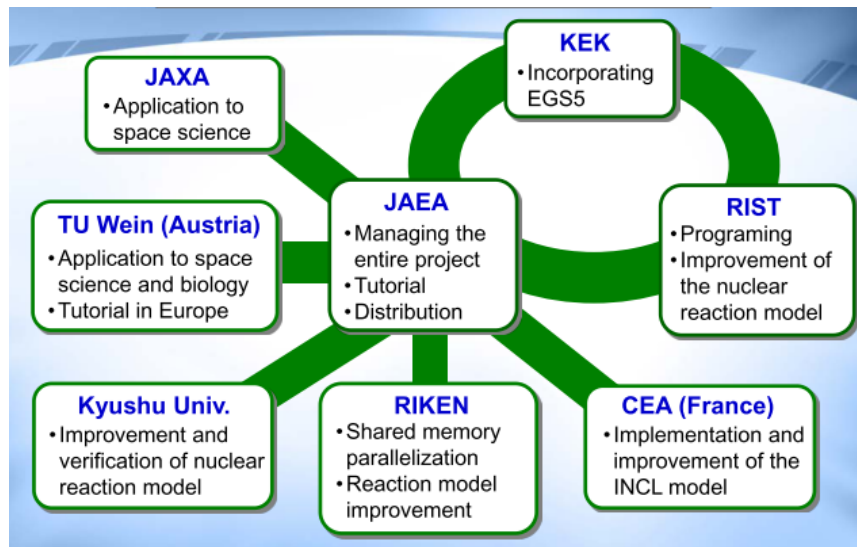 KEK
•Incorporating
EGS5
JAXA
•Application to
space science
JAEA
•Managing the
entire project
•Tutorial
•Distribution
RIST
•Programing
•Improvement of
the nuclear
reaction model
TU Wein (Austria)
•Application to space
science and biology
•Tutorial in Europe
Kyushu Univ.
•Improvement and
verification of nuclear
reaction model
RIKEN
•Shared memory
parallelization
•Reaction model
improvement
CEA (France)
•Implementation and
improvement of the
INCL model